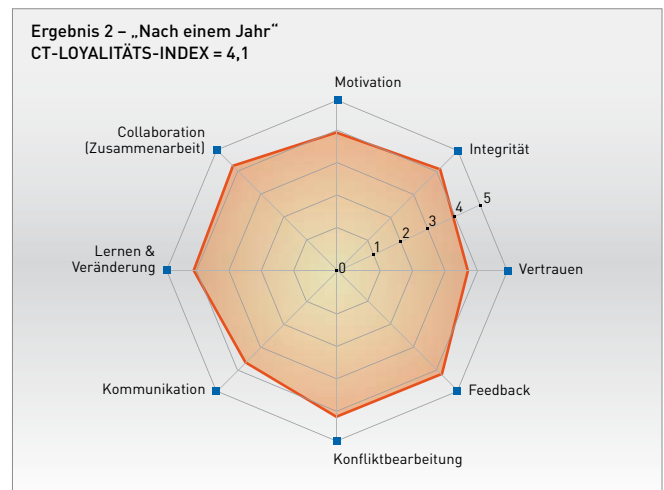 Ergebnis 2 – „Nach einem Jahr“
CT-LOYALITÄTS-INDEX = 4,1
Motivation
Collaboration
(Zusammenarbeit)
Integrität
5
4
3
2
1
0
Lernen &
Veränderung
Vertrauen
Kommunikation
Feedback
Konfliktbearbeitung